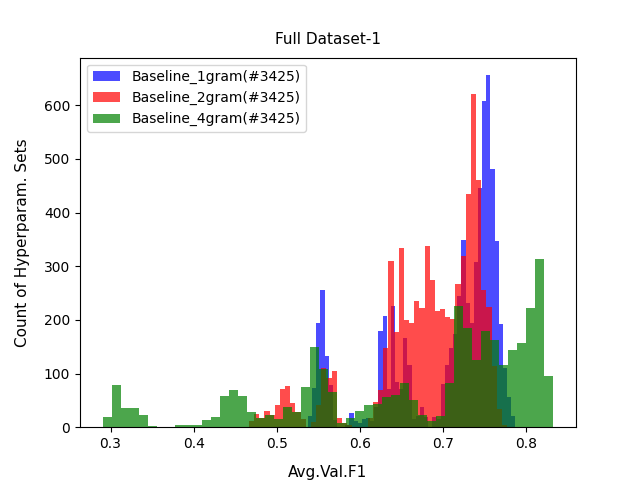 Full Dataset-1
Baseline_1gram(#3425)
Baseline_2gram(#3425)
Baseline_4gram(#3425)
Count of Hyperparam. Sets
600
500
400
300
200
100
0
0.3 0.4 0.5 0.6 0.7 0.8
Avg.Val.F1